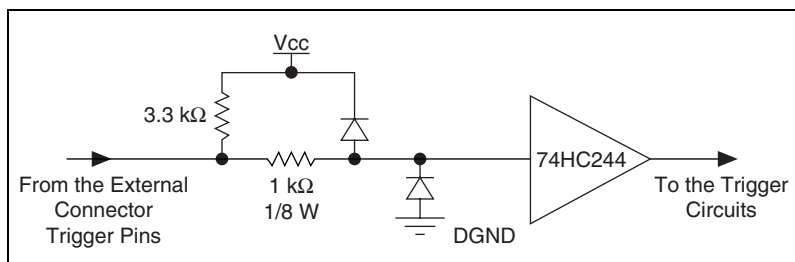 Vcc
3.3 kΩ
74HC244
1 kΩ
1/8 W
DGND
From the External
Connector
Trigger Pins
To the Trigger
Circuits